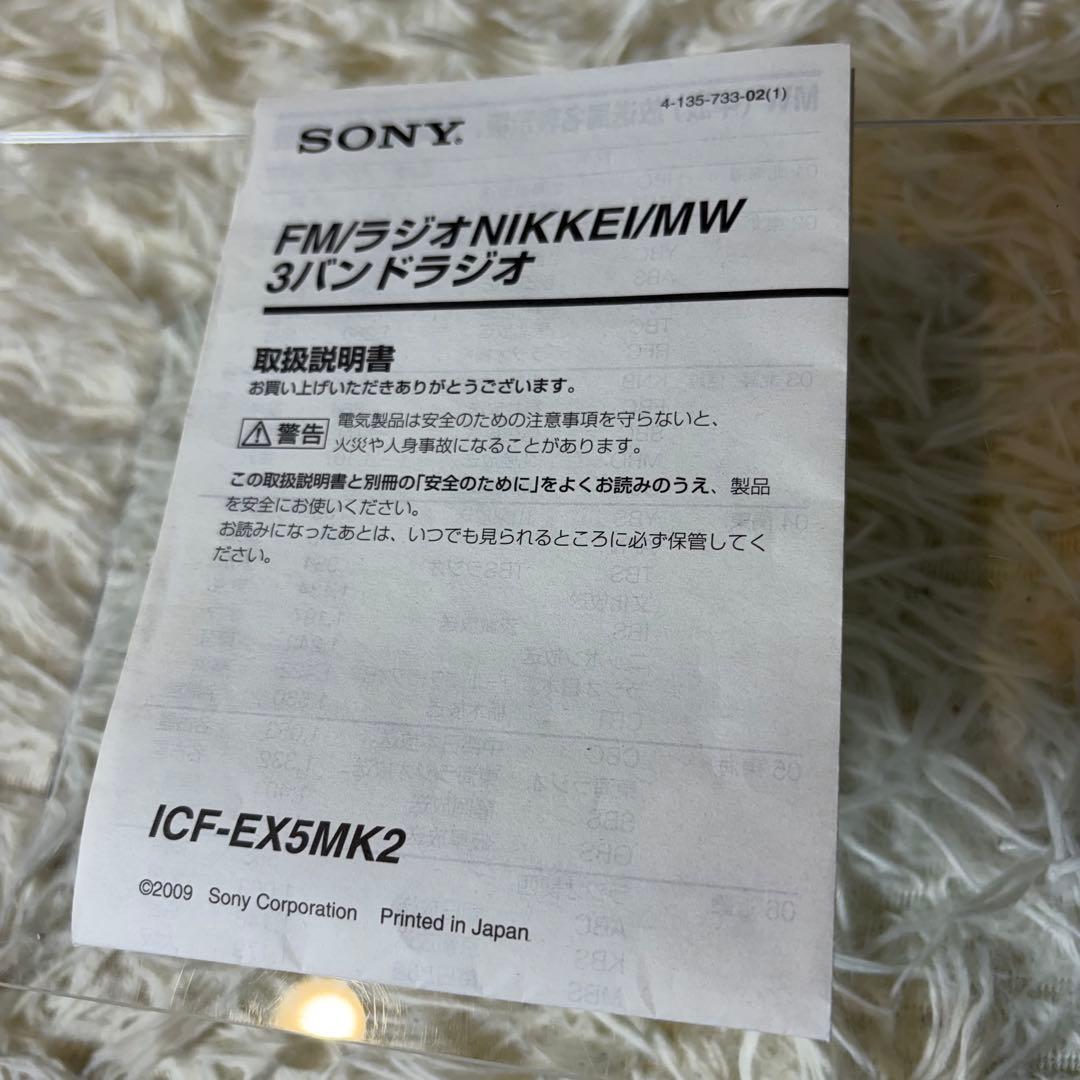 4-135-733-02(1)
SONY®
FM/ラジオNIKKEI/MW
3バンドラジオ
取扱説明書
お買い上げいただきありがとうございます。
⚠警告
電気製品は安全のための注意事項を守らないと、
火災や人身事故になることがあります。
この取扱説明書と別冊の「安全のために」をよくお読みのうえ、製品
を安全にお使いください。
お読みになったあとは、いつでも見られるところに必ず保管してく
ださい。
ICF-EX5MK2
©2009 Sony Corporation Printed in Japan